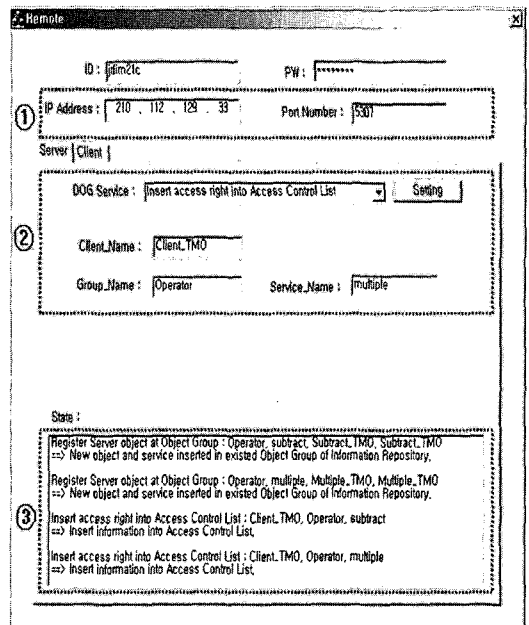 Remote
ID : PW : ********
① IP Address : 210 . 112 . 129 . 33 Port Number :
Server Client
② DOG Service : Insert access right into Access Control List Setting
Client_Name : Client_TMO
Group_Name : Operator Service_Name : multiple
State :
③ Register Server object at Object Group : Operator, subtract, Subtract_TMO, Subtract_TMO
==> New object and service inserted in existed Object Group of Information Repository.
Register Server object at Object Group : Operator, multiple, Multiple_TMO, Multiple_TMO
==> New object and service inserted in existed Object Group of Information Repository.
Insert access right into Access Control List : Client_TMO, Operator, subtract
==> Insert information into Access Control List.
Insert access right into Access Control List : Client_TMO, Operator, multiple
==> Insert information into Access Control List.